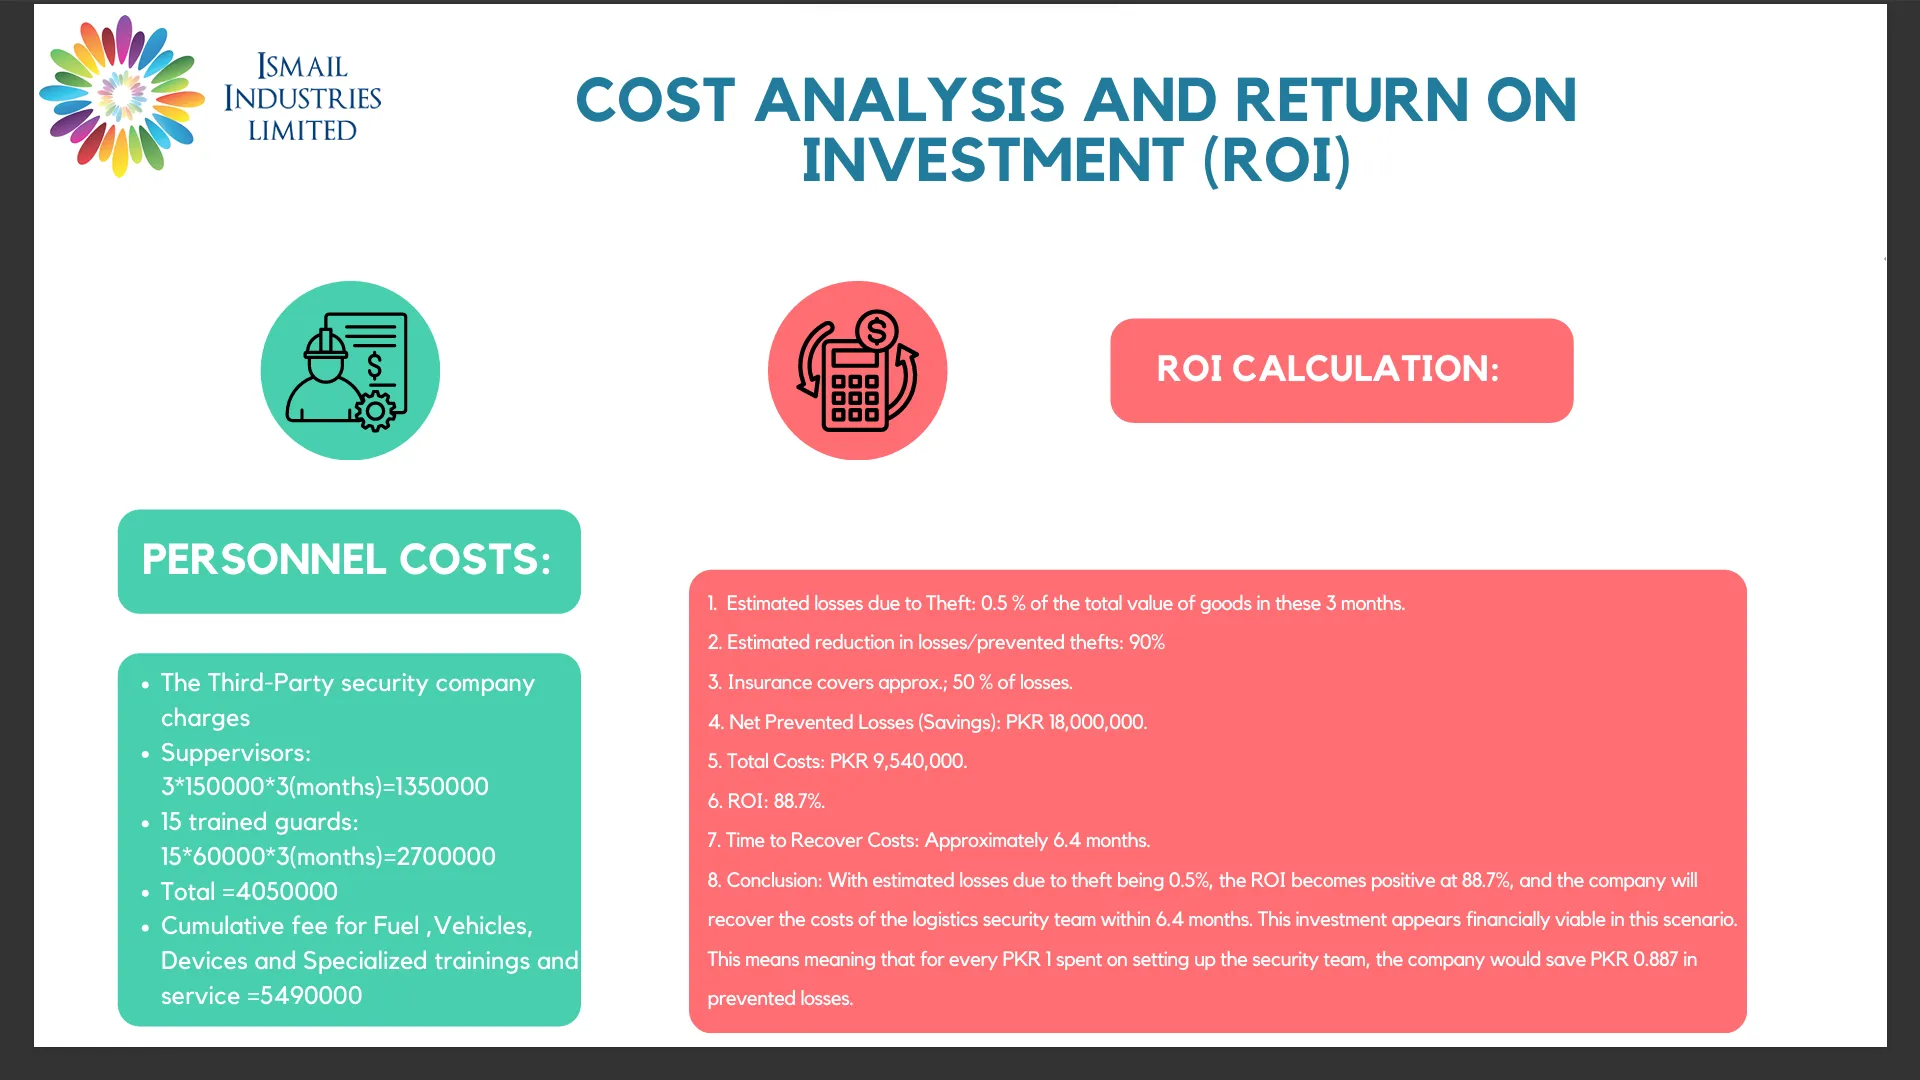 ISMAIL
INDUSTRIES
LIMITED
COST ANALYSIS AND RETURN ON
INVESTMENT (ROI)
$
$
ROI CALCULATION:
PERSONNEL COSTS:
• The Third-Party security company
charges
• Suppervisors:
3*150000*3(months)=1350000
• 15 trained guards:
15*60000*3(months)=2700000
• Total =4050000
• Cumulative fee for Fuel ,Vehicles,
Devices and Specialized trainings and
service =5490000
1. Estimated losses due to Theft: 0.5 % of the total value of goods in these 3 months.
2. Estimated reduction in losses/prevented thefts: 90%
3. Insurance covers approx.; 50 % of losses.
4. Net Prevented Losses (Savings): PKR 18,000,000.
5. Total Costs: PKR 9,540,000.
6. ROI: 88.7%.
7. Time to Recover Costs: Approximately 6.4 months.
8. Conclusion: With estimated losses due to theft being 0.5%, the ROI becomes positive at 88.7%, and the company will
recover the costs of the logistics security team within 6.4 months. This investment appears financially viable in this scenario.
This means meaning that for every PKR 1 spent on setting up the security team, the company would save PKR 0.887 in
prevented losses.